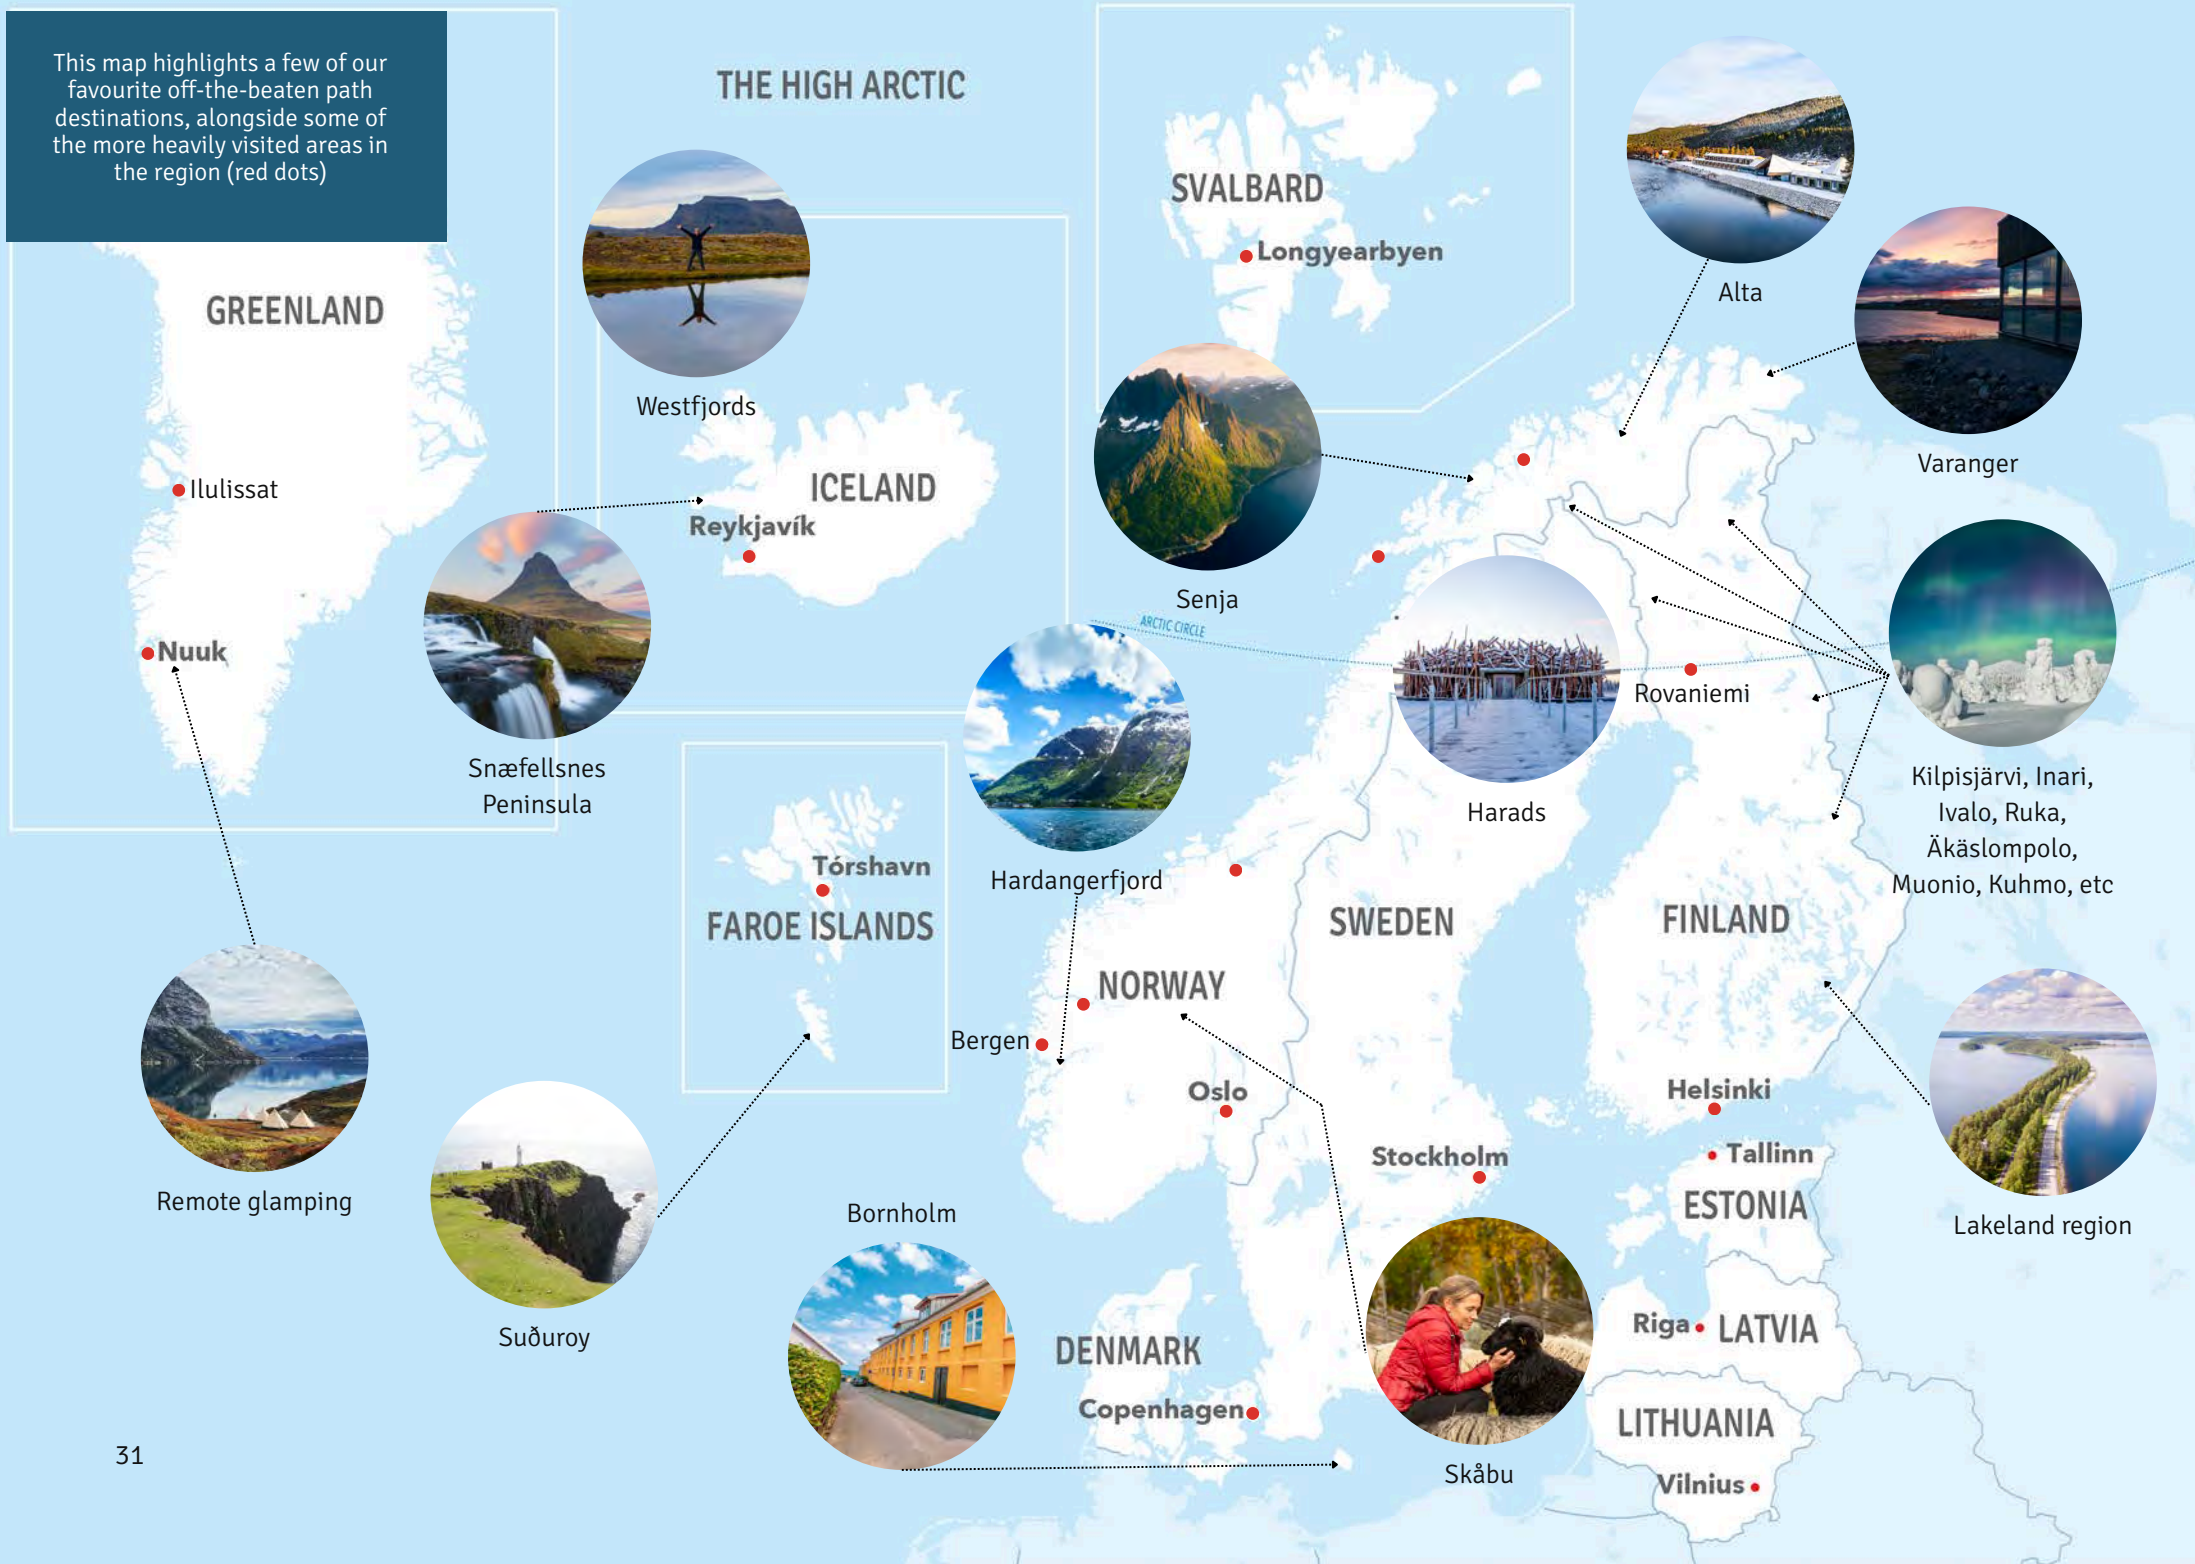 This map highlights a few of our
favourite off-the-beaten path
destinations, alongside some of
the more heavily visited areas in
the region (red dots)
THE HIGH ARCTIC
SVALBARD
Longyearbyen
Alta
GREENLAND
Westfjords
Varanger
ICELAND
Ilulissat
Reykjavík
Senja
ARCTIC CIRCLE
Nuuk
Rovaniemi
Snæfellsnes
Peninsula
Harads
Kilpisjärvi, Inari,
Ivalo, Ruka,
Äkäslompolo,
Muonio, Kuhmo, etc
Tórshavn
Hardangerfjord
FAROE ISLANDS
SWEDEN
FINLAND
NORWAY
Bergen
Oslo
Helsinki
Stockholm
Tallinn
ESTONIA
Remote glamping
Bornholm
Lakeland region
Suðuroy
Riga
LATVIA
DENMARK
Copenhagen
LITHUANIA
31
Skåbu
Vilnius